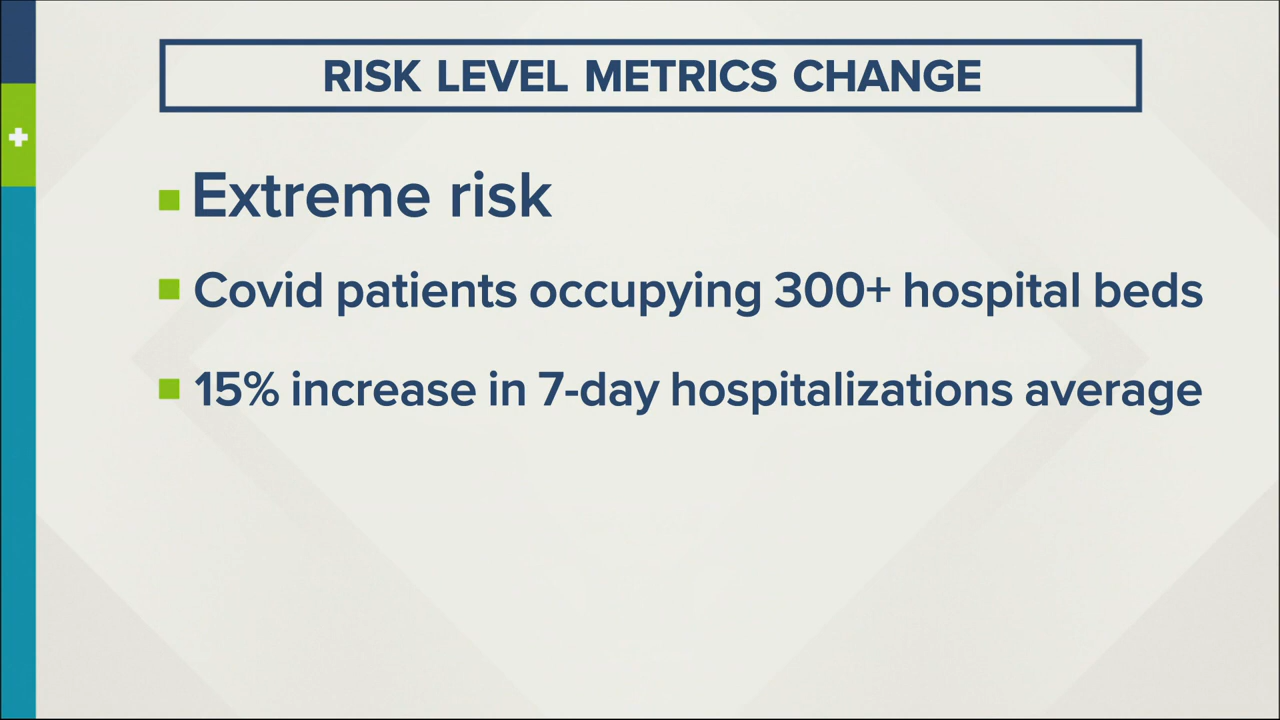 RISK LEVEL METRICS CHANGE
Extreme risk
Covid patients occupying 300+ hospital beds
15% increase in 7-day hospitalizations average